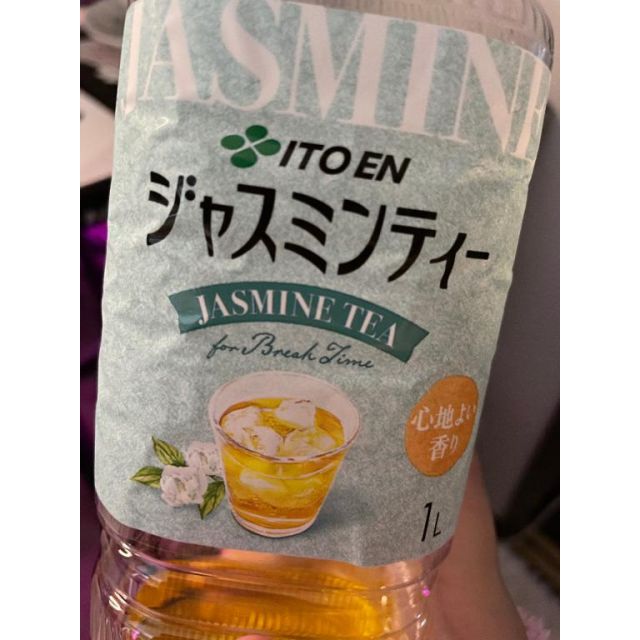 JASMINE
ITO EN
ジャスミンティー
JASMINE TEA
for Break Time
心地よい
香り
1L